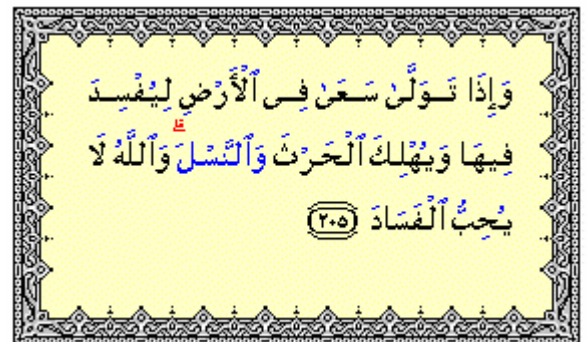 وَإِذَا تَوَلَّىٰ سَعَىٰ فِى ٱلْأَرْضِ لِيُفْسِدَ
فِيهَا وَيُهْلِكَ ٱلْحَرْثَ وَٱلنَّسْلَ ۗ وَٱللَّهُ لَا
يُحِبُّ ٱلْفَسَادَ ﴿٢٠٥﴾